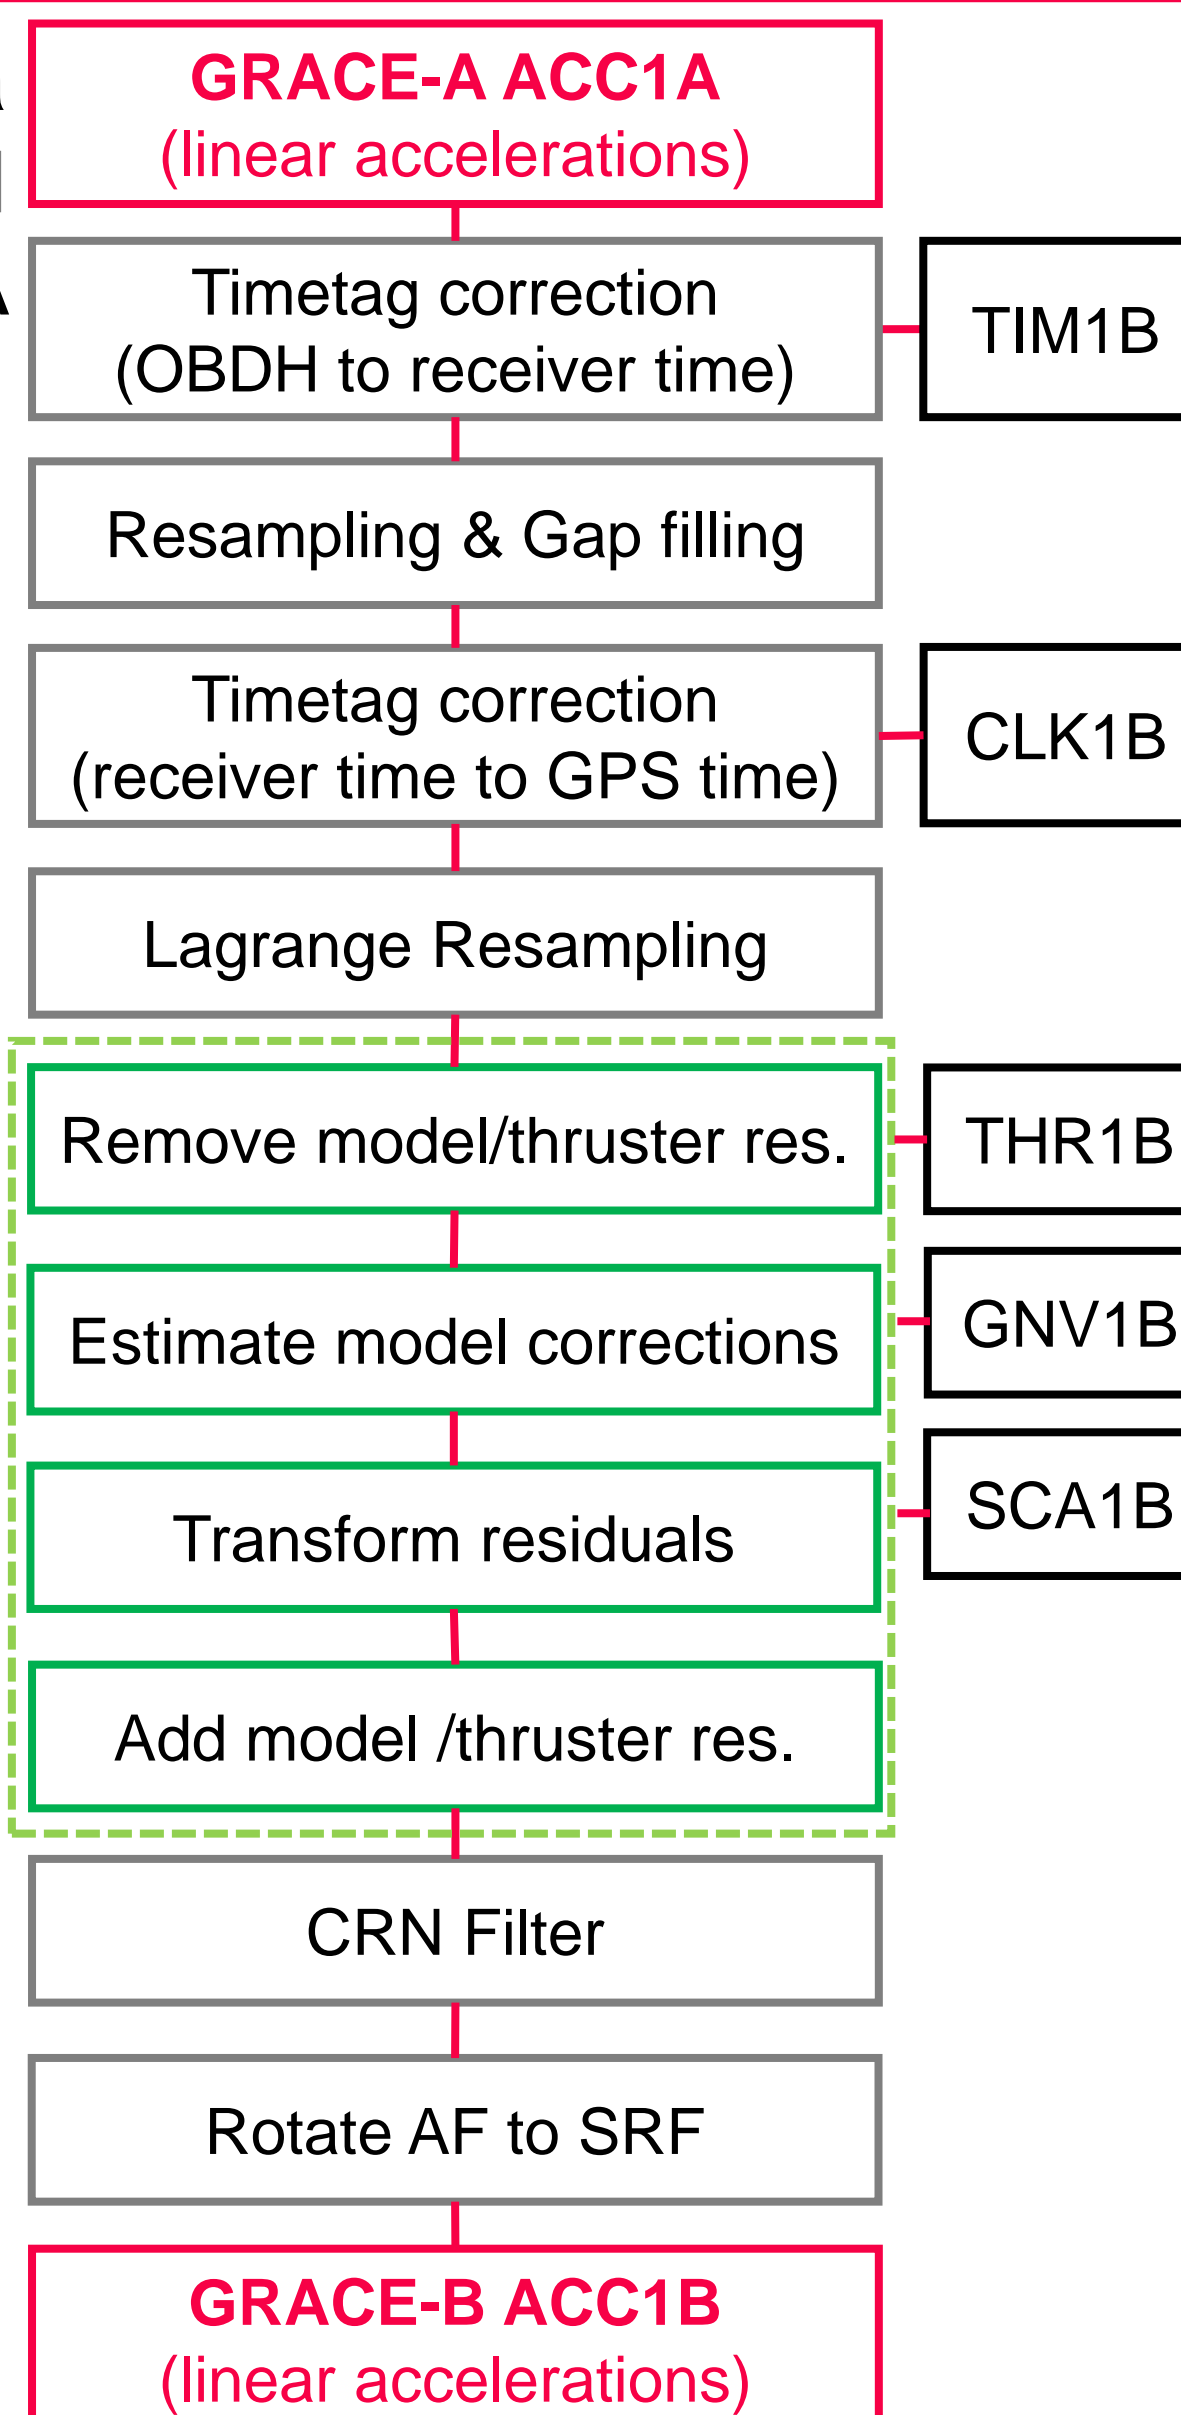 GRACE-A ACC1A
(linear accelerations)
Timetag correction
(OBDH to receiver time)
TIM1B
Resampling & Gap filling
Timetag correction
(receiver time to GPS time)
CLK1B
Lagrange Resampling
Remove model/thruster res.
THR1B
Estimate model corrections
GNV1B
Transform residuals
SCA1B
Add model /thruster res.
CRN Filter
Rotate AF to SRF
GRACE-B ACC1B
(linear accelerations)